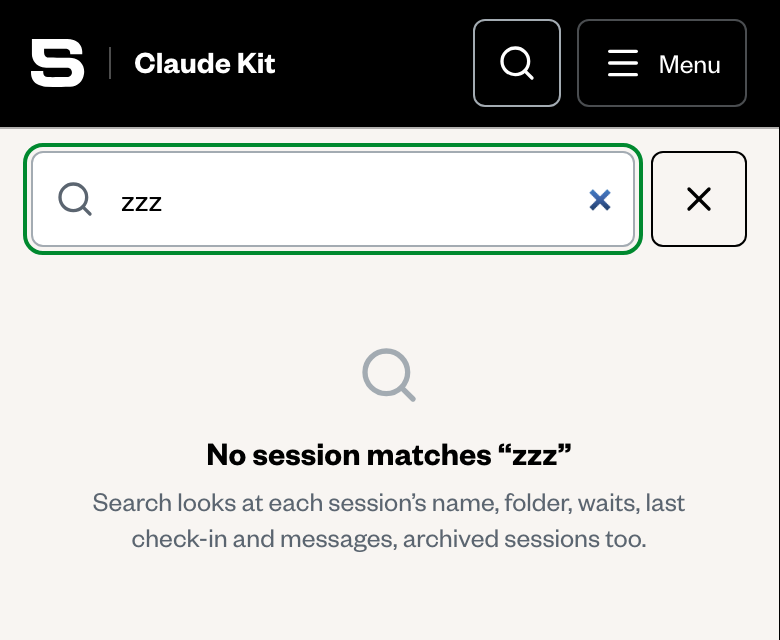 Claude Kit
Menu
zzz
No session matches “zzz”
Search looks at each session’s name, folder, waits, last
check-in and messages, archived sessions too.